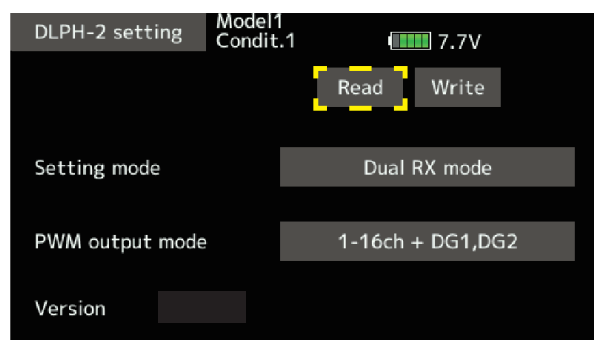 DLPH-2 setting
Model1
Condit.1
7.7V
Read
Write
Setting mode
Dual RX mode
PWM output mode
1-16ch + DG1,DG2
Version